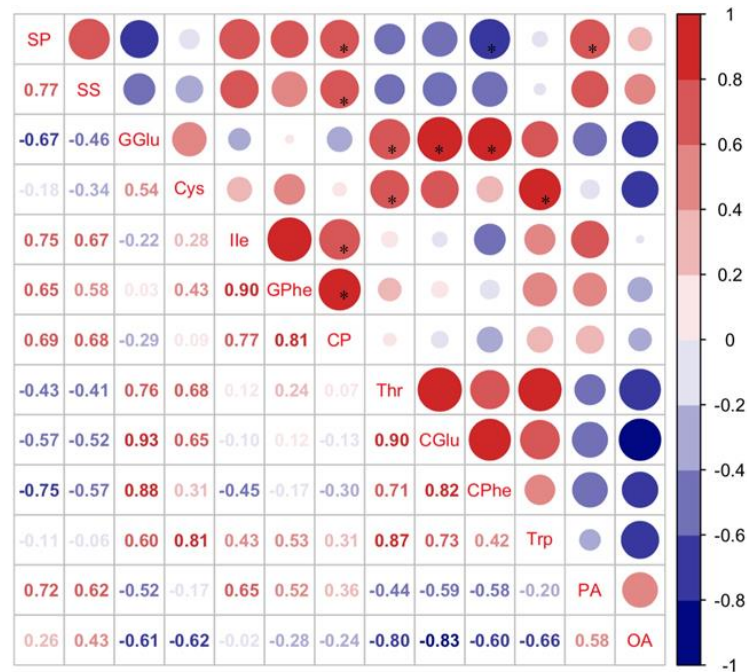 SP * * * 1
0.77 SS * 0.8
-0.67 -0.46 GGlu * * * 0.6
-0.18 -0.34 0.54 Cys * * 0.4
0.75 0.67 -0.22 0.28 Ile * 0.2
0.65 0.58 0.03 0.43 0.90 GPhe * 0
0.69 0.68 -0.29 0.09 0.77 0.81 CP
-0.43 -0.41 0.76 0.68 0.12 0.24 0.07 Thr -0.2
-0.57 -0.52 0.93 0.65 -0.10 0.12 -0.13 0.90 CGlu -0.4
-0.75 -0.57 0.88 0.31 -0.45 -0.17 -0.30 0.71 0.82 CPhe
-0.11 -0.06 0.60 0.81 0.43 0.53 0.31 0.87 0.73 0.42 Trp -0.6
0.72 0.62 -0.52 -0.17 0.65 0.52 0.36 -0.44 -0.59 -0.58 -0.20 PA -0.8
0.26 0.43 -0.61 -0.62 -0.02 -0.28 -0.24 -0.80 -0.83 -0.60 -0.66 0.58 OA -1